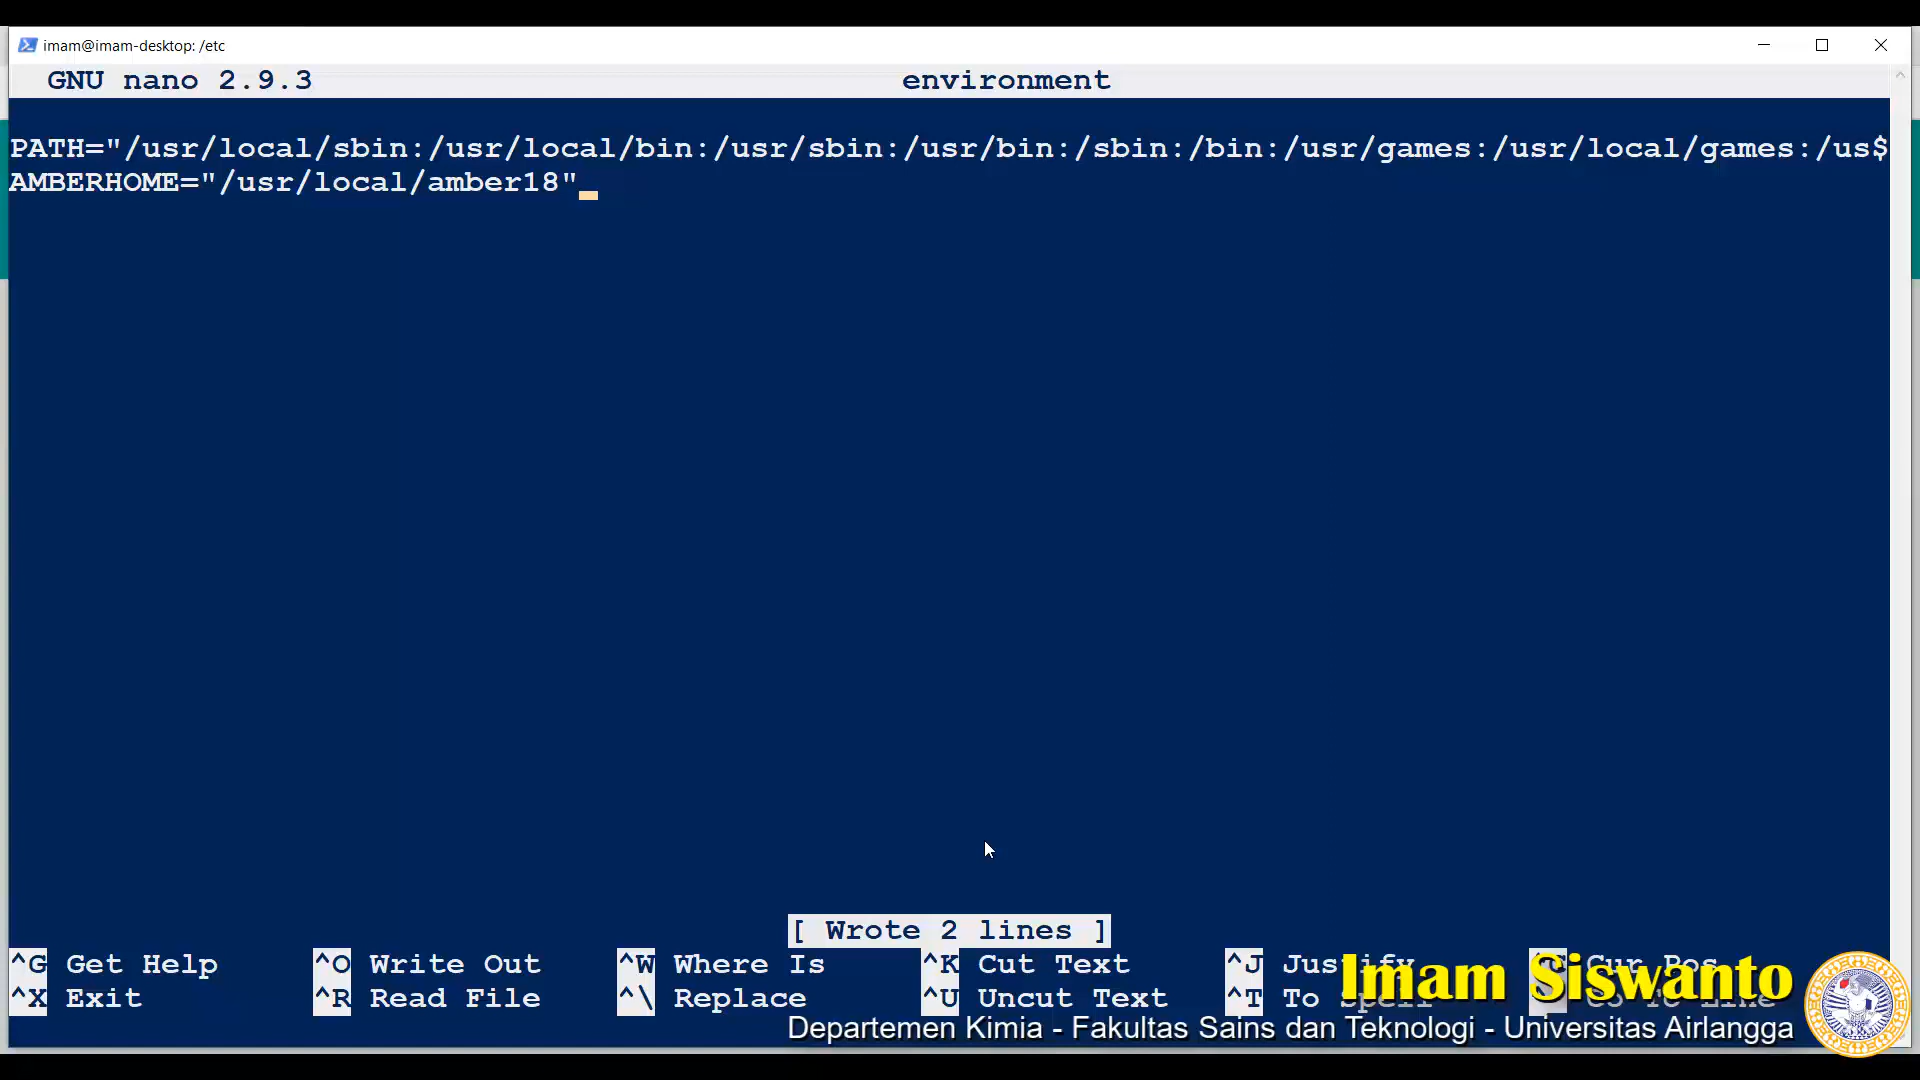 imam@imam-desktop: /etc
GNU nano 2.9.3 environment
PATH="/usr/local/sbin:/usr/local/bin:/usr/sbin:/usr/bin:/sbin:/bin:/usr/games:/usr/local/games:/us$
AMBERHOME="/usr/local/amber18"
[ Wrote 2 lines ]
^G Get Help ^O Write Out ^W Where Is ^K Cut Text ^J Justify ^C Cur Pos
^X Exit ^R Read File ^\ Replace ^U Uncut Text ^T To Spell Go To Line
Imam Siswanto
Departemen Kimia - Fakultas Sains dan Teknologi - Universitas Airlangga